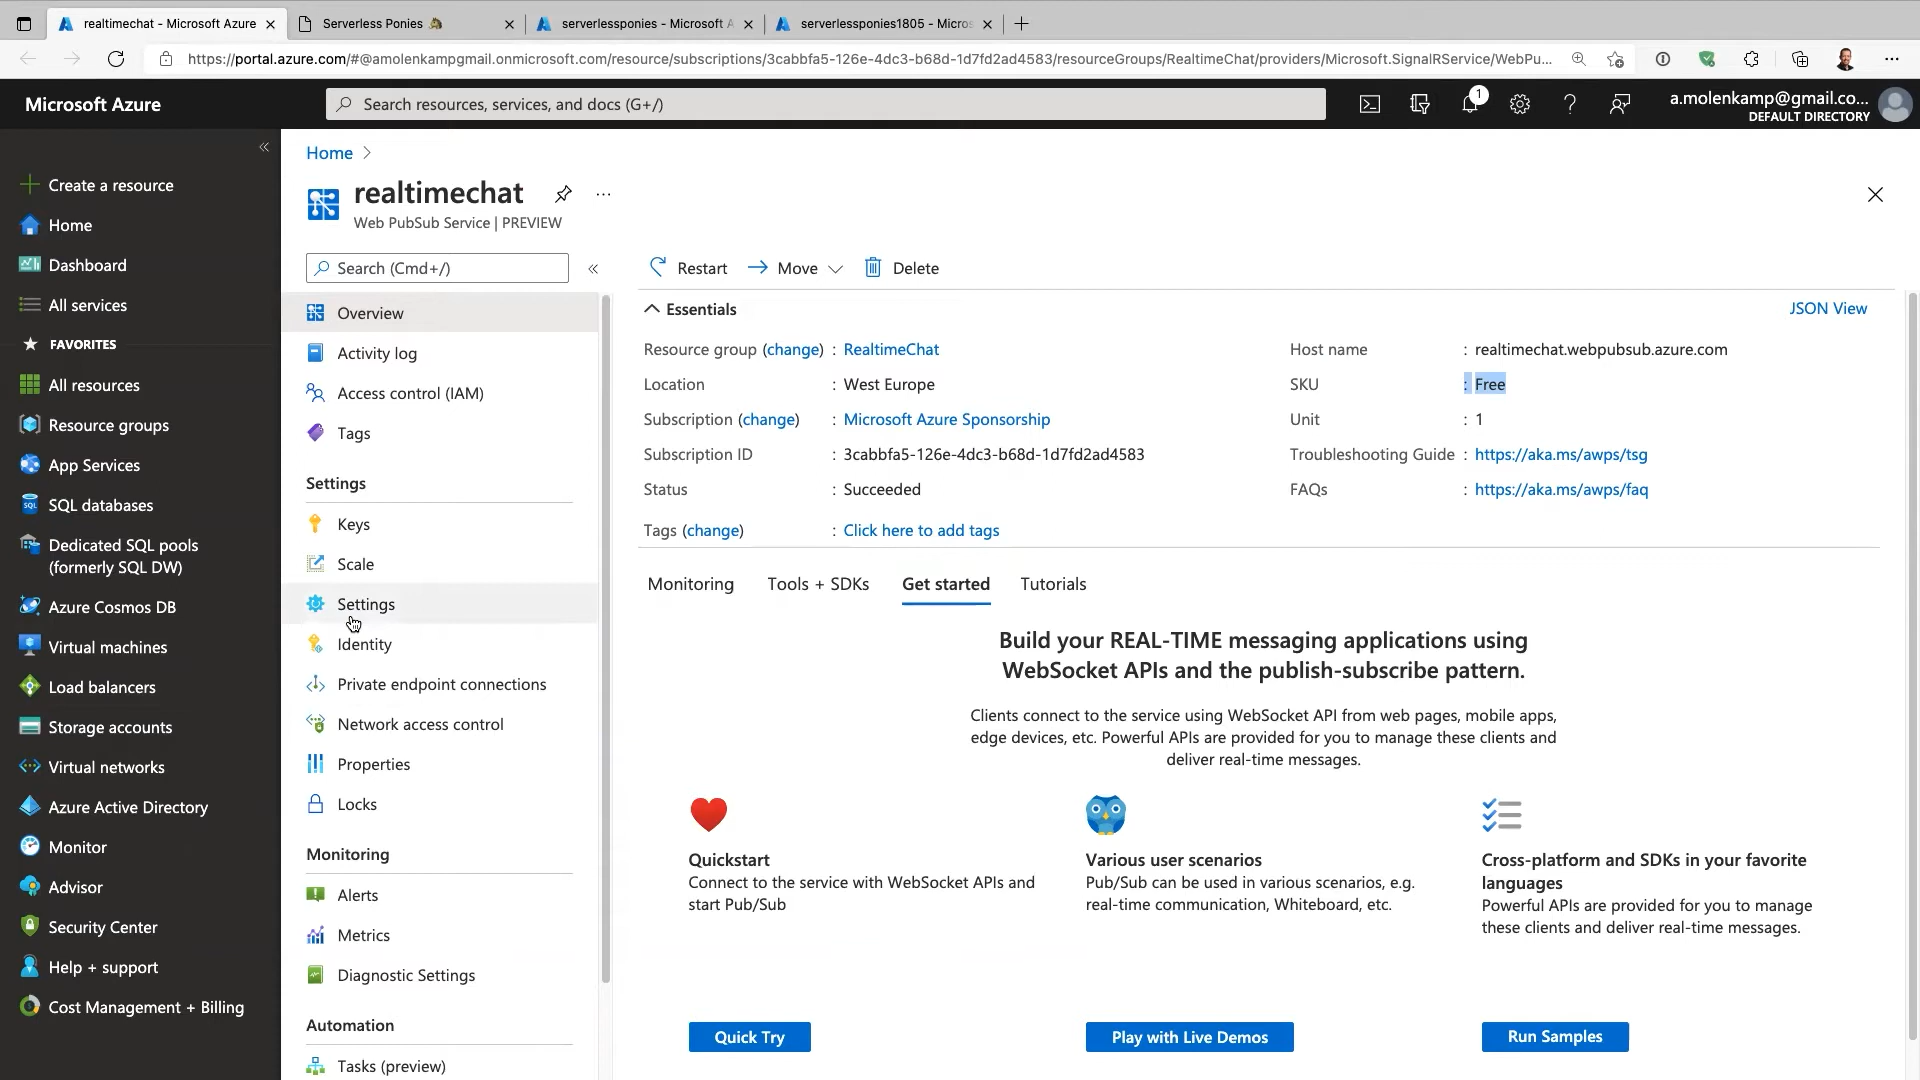 realtimechat - Microsoft Azure
Serverless Ponies
serverlessponies - Microsoft A
serverlessponies1805 - Micros
https://portal.azure.com/#@amolenkampgmail.onmicrosoft.com/resource/subscriptions/3cabbfa5-126e-4dc3-b68d-1d7fd2ad4583/resourceGroups/RealtimeChat/providers/Microsoft.SignalRService/WebPu...
Microsoft Azure
Search resources, services, and docs (G+/)
1
a.molenkamp@gmail.co...
DEFAULT DIRECTORY
Create a resource
Home
Dashboard
All services
FAVORITES
All resources
Resource groups
App Services
SQL databases
Dedicated SQL pools
(formerly SQL DW)
Azure Cosmos DB
Virtual machines
Load balancers
Storage accounts
Virtual networks
Azure Active Directory
Monitor
Advisor
Security Center
Help + support
Cost Management + Billing
Home >
realtimechat
Web PubSub Service | PREVIEW
Search (Cmd+/)
Overview
Activity log
Access control (IAM)
Tags
Settings
Keys
Scale
Settings
Identity
Private endpoint connections
Network access control
Properties
Locks
Monitoring
Alerts
Metrics
Diagnostic Settings
Automation
Tasks (preview)
Restart
Move
Delete
Essentials
JSON View
Resource group (change) : RealtimeChat
Location : West Europe
Subscription (change) : Microsoft Azure Sponsorship
Subscription ID : 3cabbfa5-126e-4dc3-b68d-1d7fd2ad4583
Status : Succeeded
Tags (change) : Click here to add tags
Host name : realtimechat.webpubsub.azure.com
SKU : Free
Unit : 1
Troubleshooting Guide : https://aka.ms/awps/tsg
FAQs : https://aka.ms/awps/faq
Monitoring
Tools + SDKs
Get started
Tutorials
Build your REAL-TIME messaging applications using
WebSocket APIs and the publish-subscribe pattern.
Clients connect to the service using WebSocket API from web pages, mobile apps,
edge devices, etc. Powerful APIs are provided for you to manage these clients and
deliver real-time messages.
Quickstart
Connect to the service with WebSocket APIs and
start Pub/Sub
Quick Try
Various user scenarios
Pub/Sub can be used in various scenarios, e.g.
real-time communication, Whiteboard, etc.
Play with Live Demos
Cross-platform and SDKs in your favorite
languages
Powerful APIs are provided for you to manage
these clients and deliver real-time messages.
Run Samples